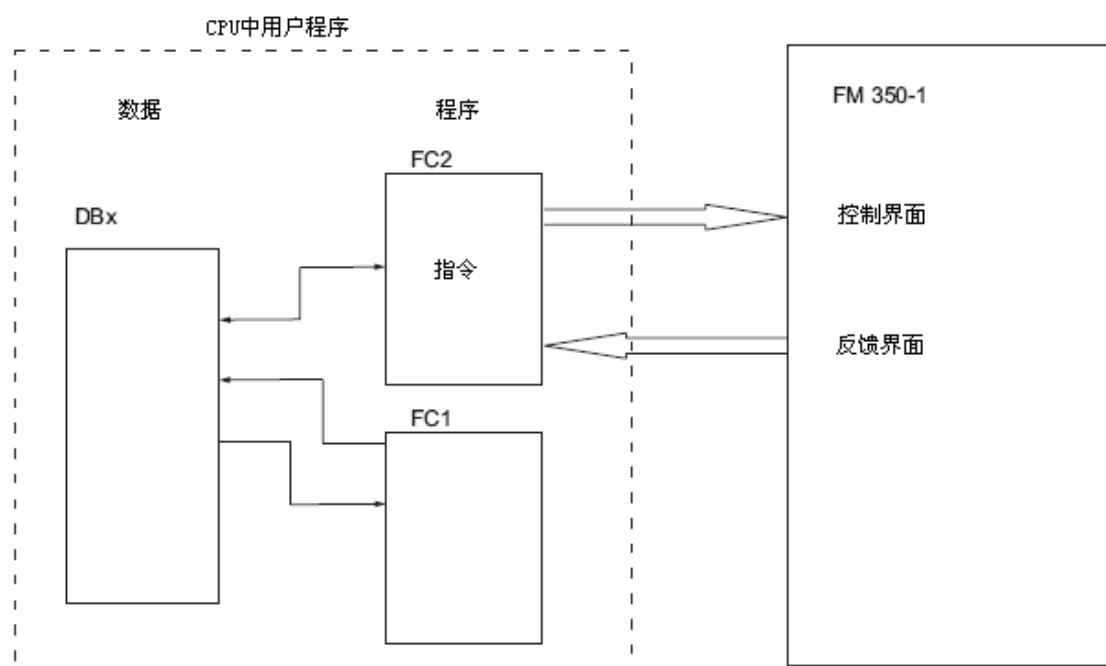 CPU中用户程序
数据
程序
FM 350-1
FC2
DBx
控制界面
指令
反馈界面
FC1